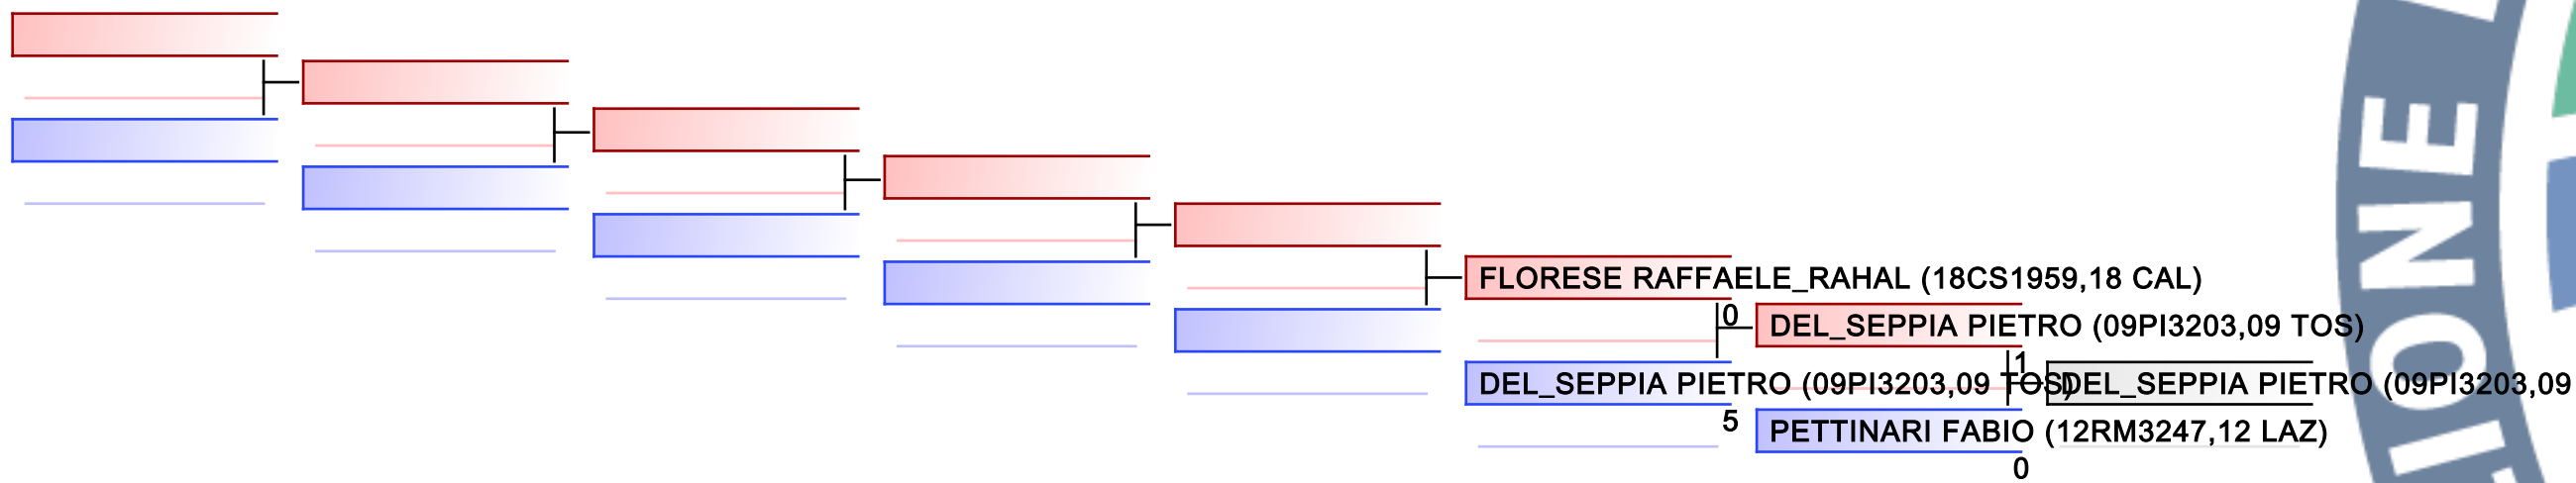 FLORESE RAFFAELE_RAHAL (18CS1959,18 CAL)
0
DEL_SEPPIA PIETRO (09PI3203,09 TOS)
1
DEL_SEPPIA PIETRO (09PI3203,09 TOS)
DEL_SEPPIA PIETRO (09PI3203,09
5
PETTINARI FABIO (12RM3247,12 LAZ)
0
IONE